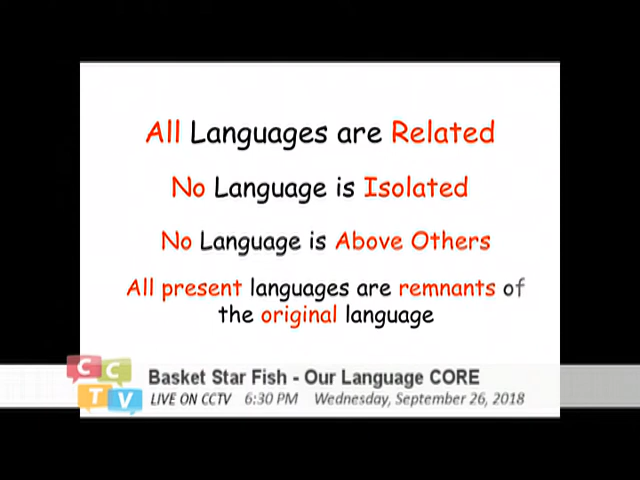 All Languages are Related
No Language is Isolated
No Language is Above Others
All present languages are remnants of
the original language
CC
TV
Basket Star Fish - Our Language CORE
LIVE ON CCTV 6:30 PM Wednesday, September 26, 2018